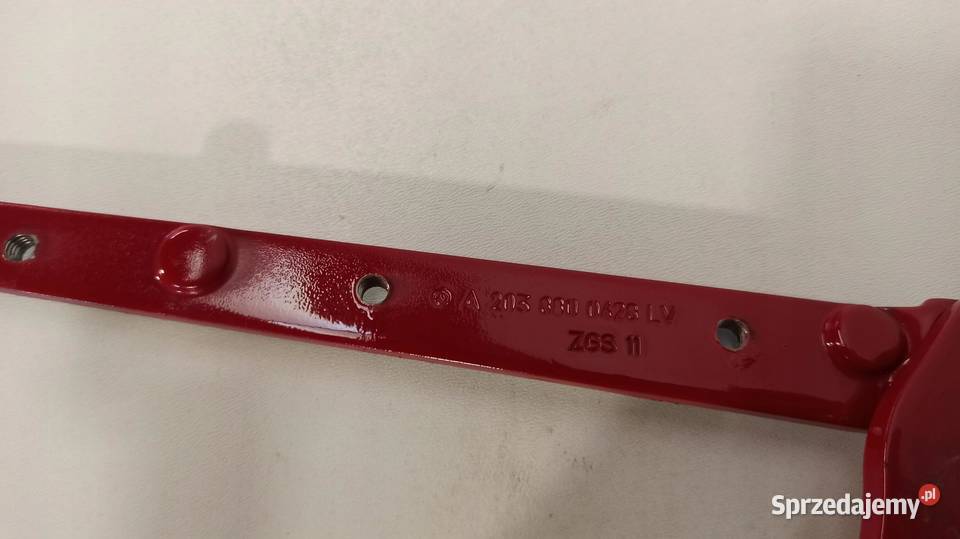 A 203 880 0428 LV
ZGS 11
Sprzedajemy.pl